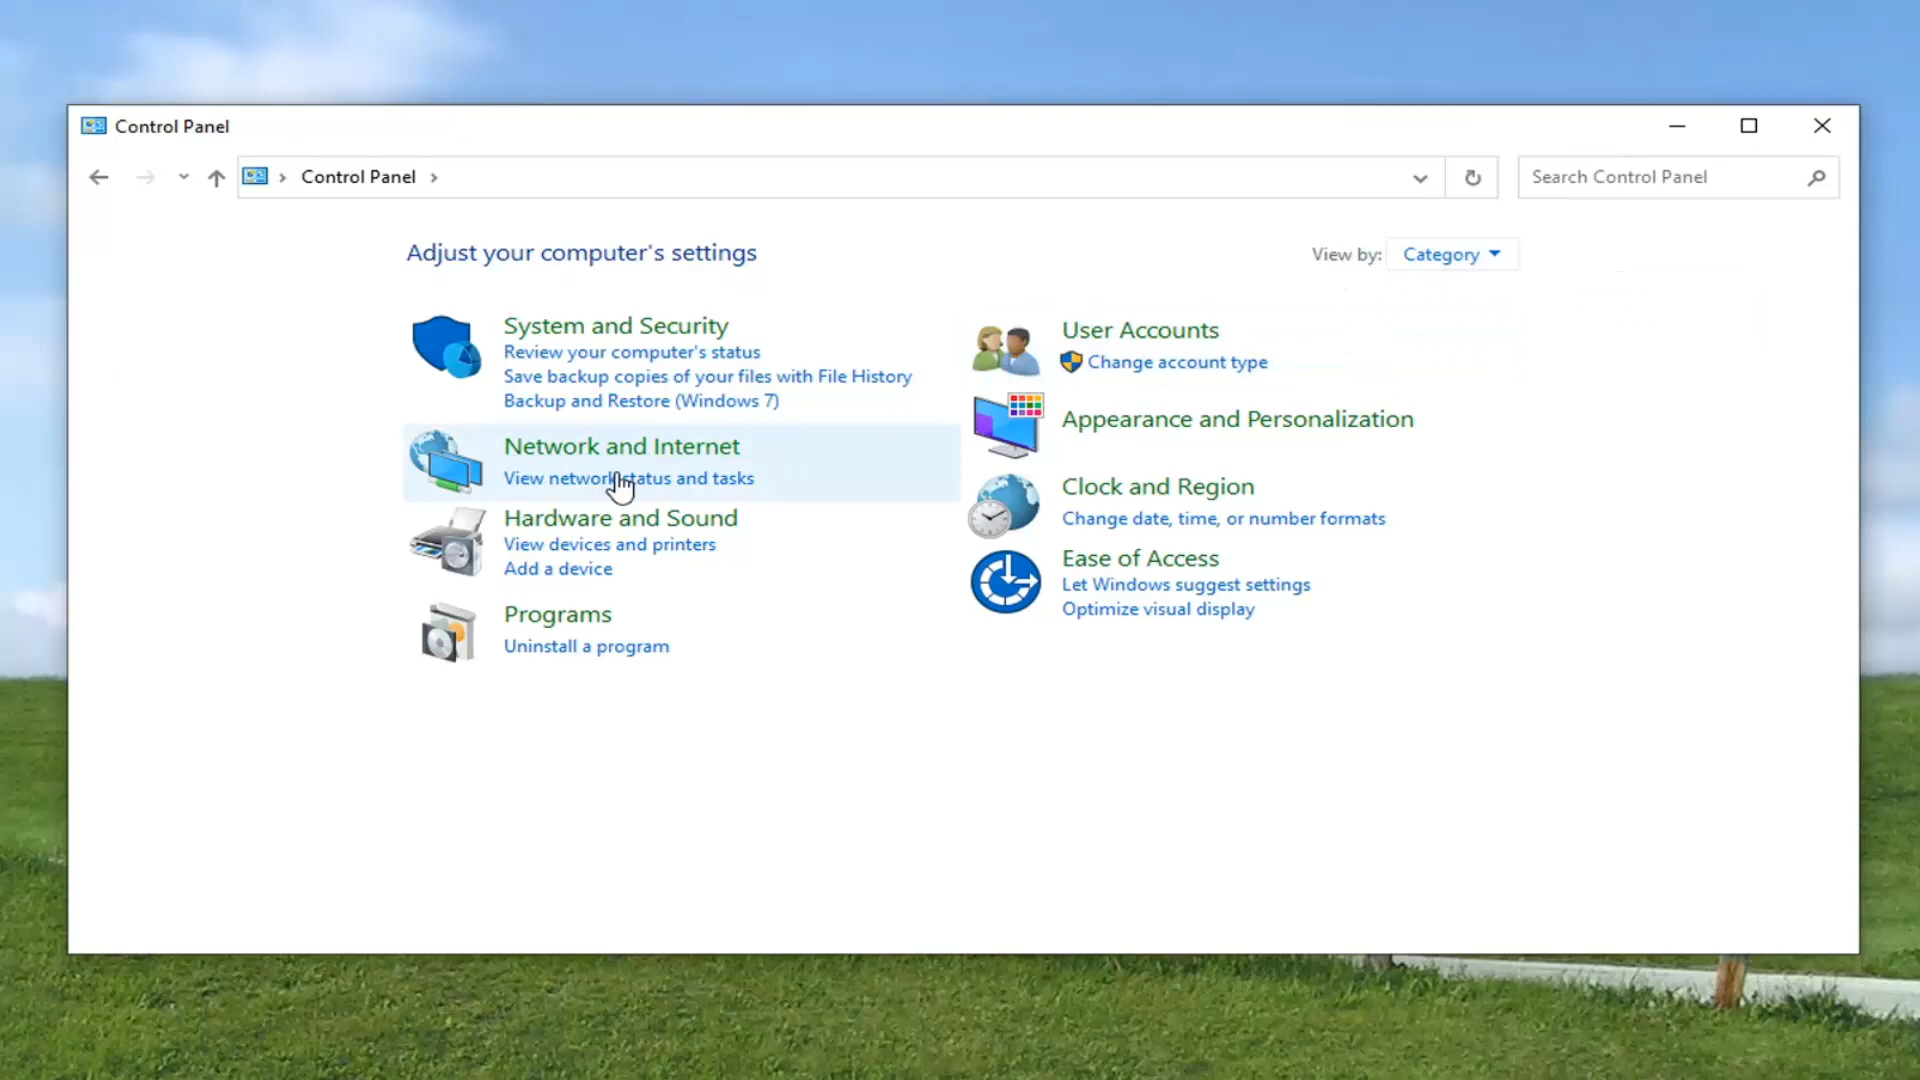 Control Panel
Control Panel
Search Control Panel
Adjust your computer's settings
View by: Category
System and Security
Review your computer's status
Save backup copies of your files with File History
Backup and Restore (Windows 7)
Network and Internet
View network status and tasks
Hardware and Sound
View devices and printers
Add a device
Programs
Uninstall a program
User Accounts
Change account type
Appearance and Personalization
Clock and Region
Change date, time, or number formats
Ease of Access
Let Windows suggest settings
Optimize visual display